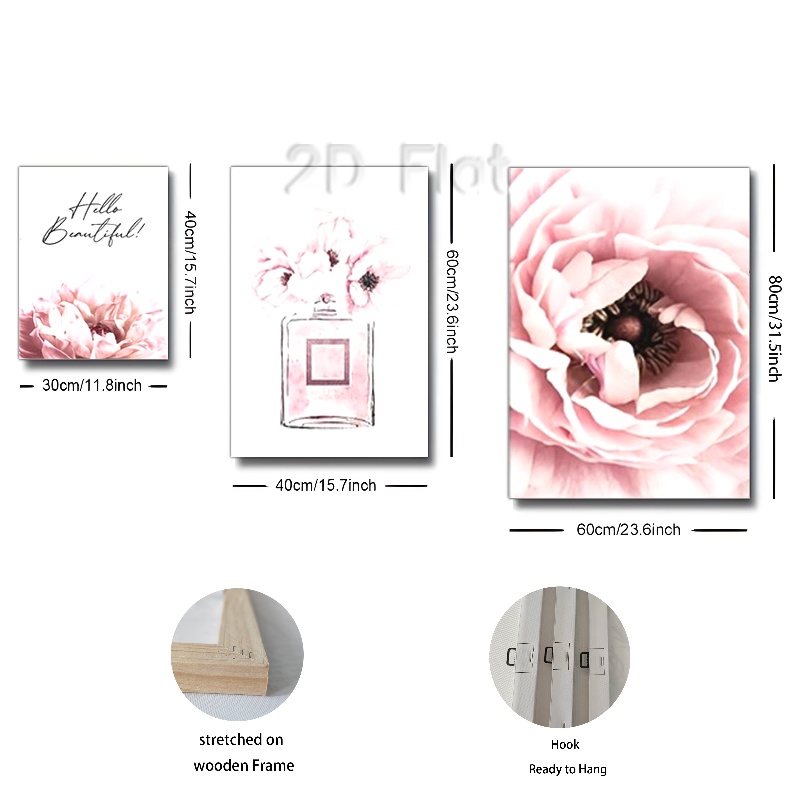 2D Flat
Hello
Beautiful!
40cm/15.7inch
30cm/11.8inch
60cm/23.6inch
40cm/15.7inch
80cm/31.5inch
60cm/23.6inch
stretched on
wooden Frame
Hook
Ready to Hang